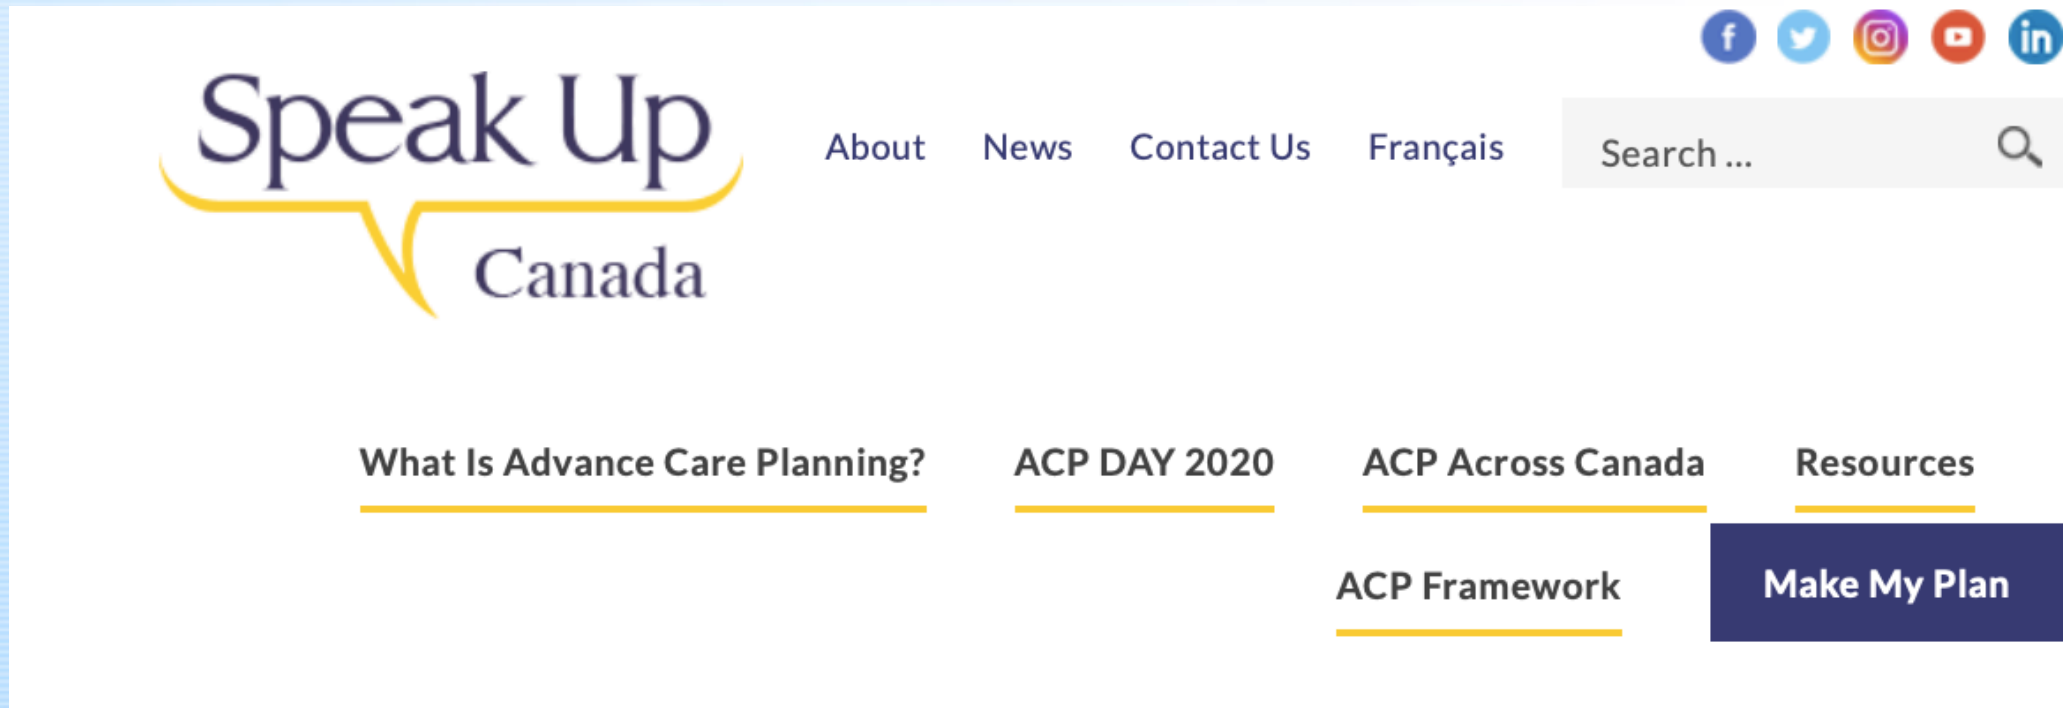 Speak Up
Canada
About News Contact Us Français Search ...
What Is Advance Care Planning? ACP DAY 2020 ACP Across Canada Resources
ACP Framework Make My Plan